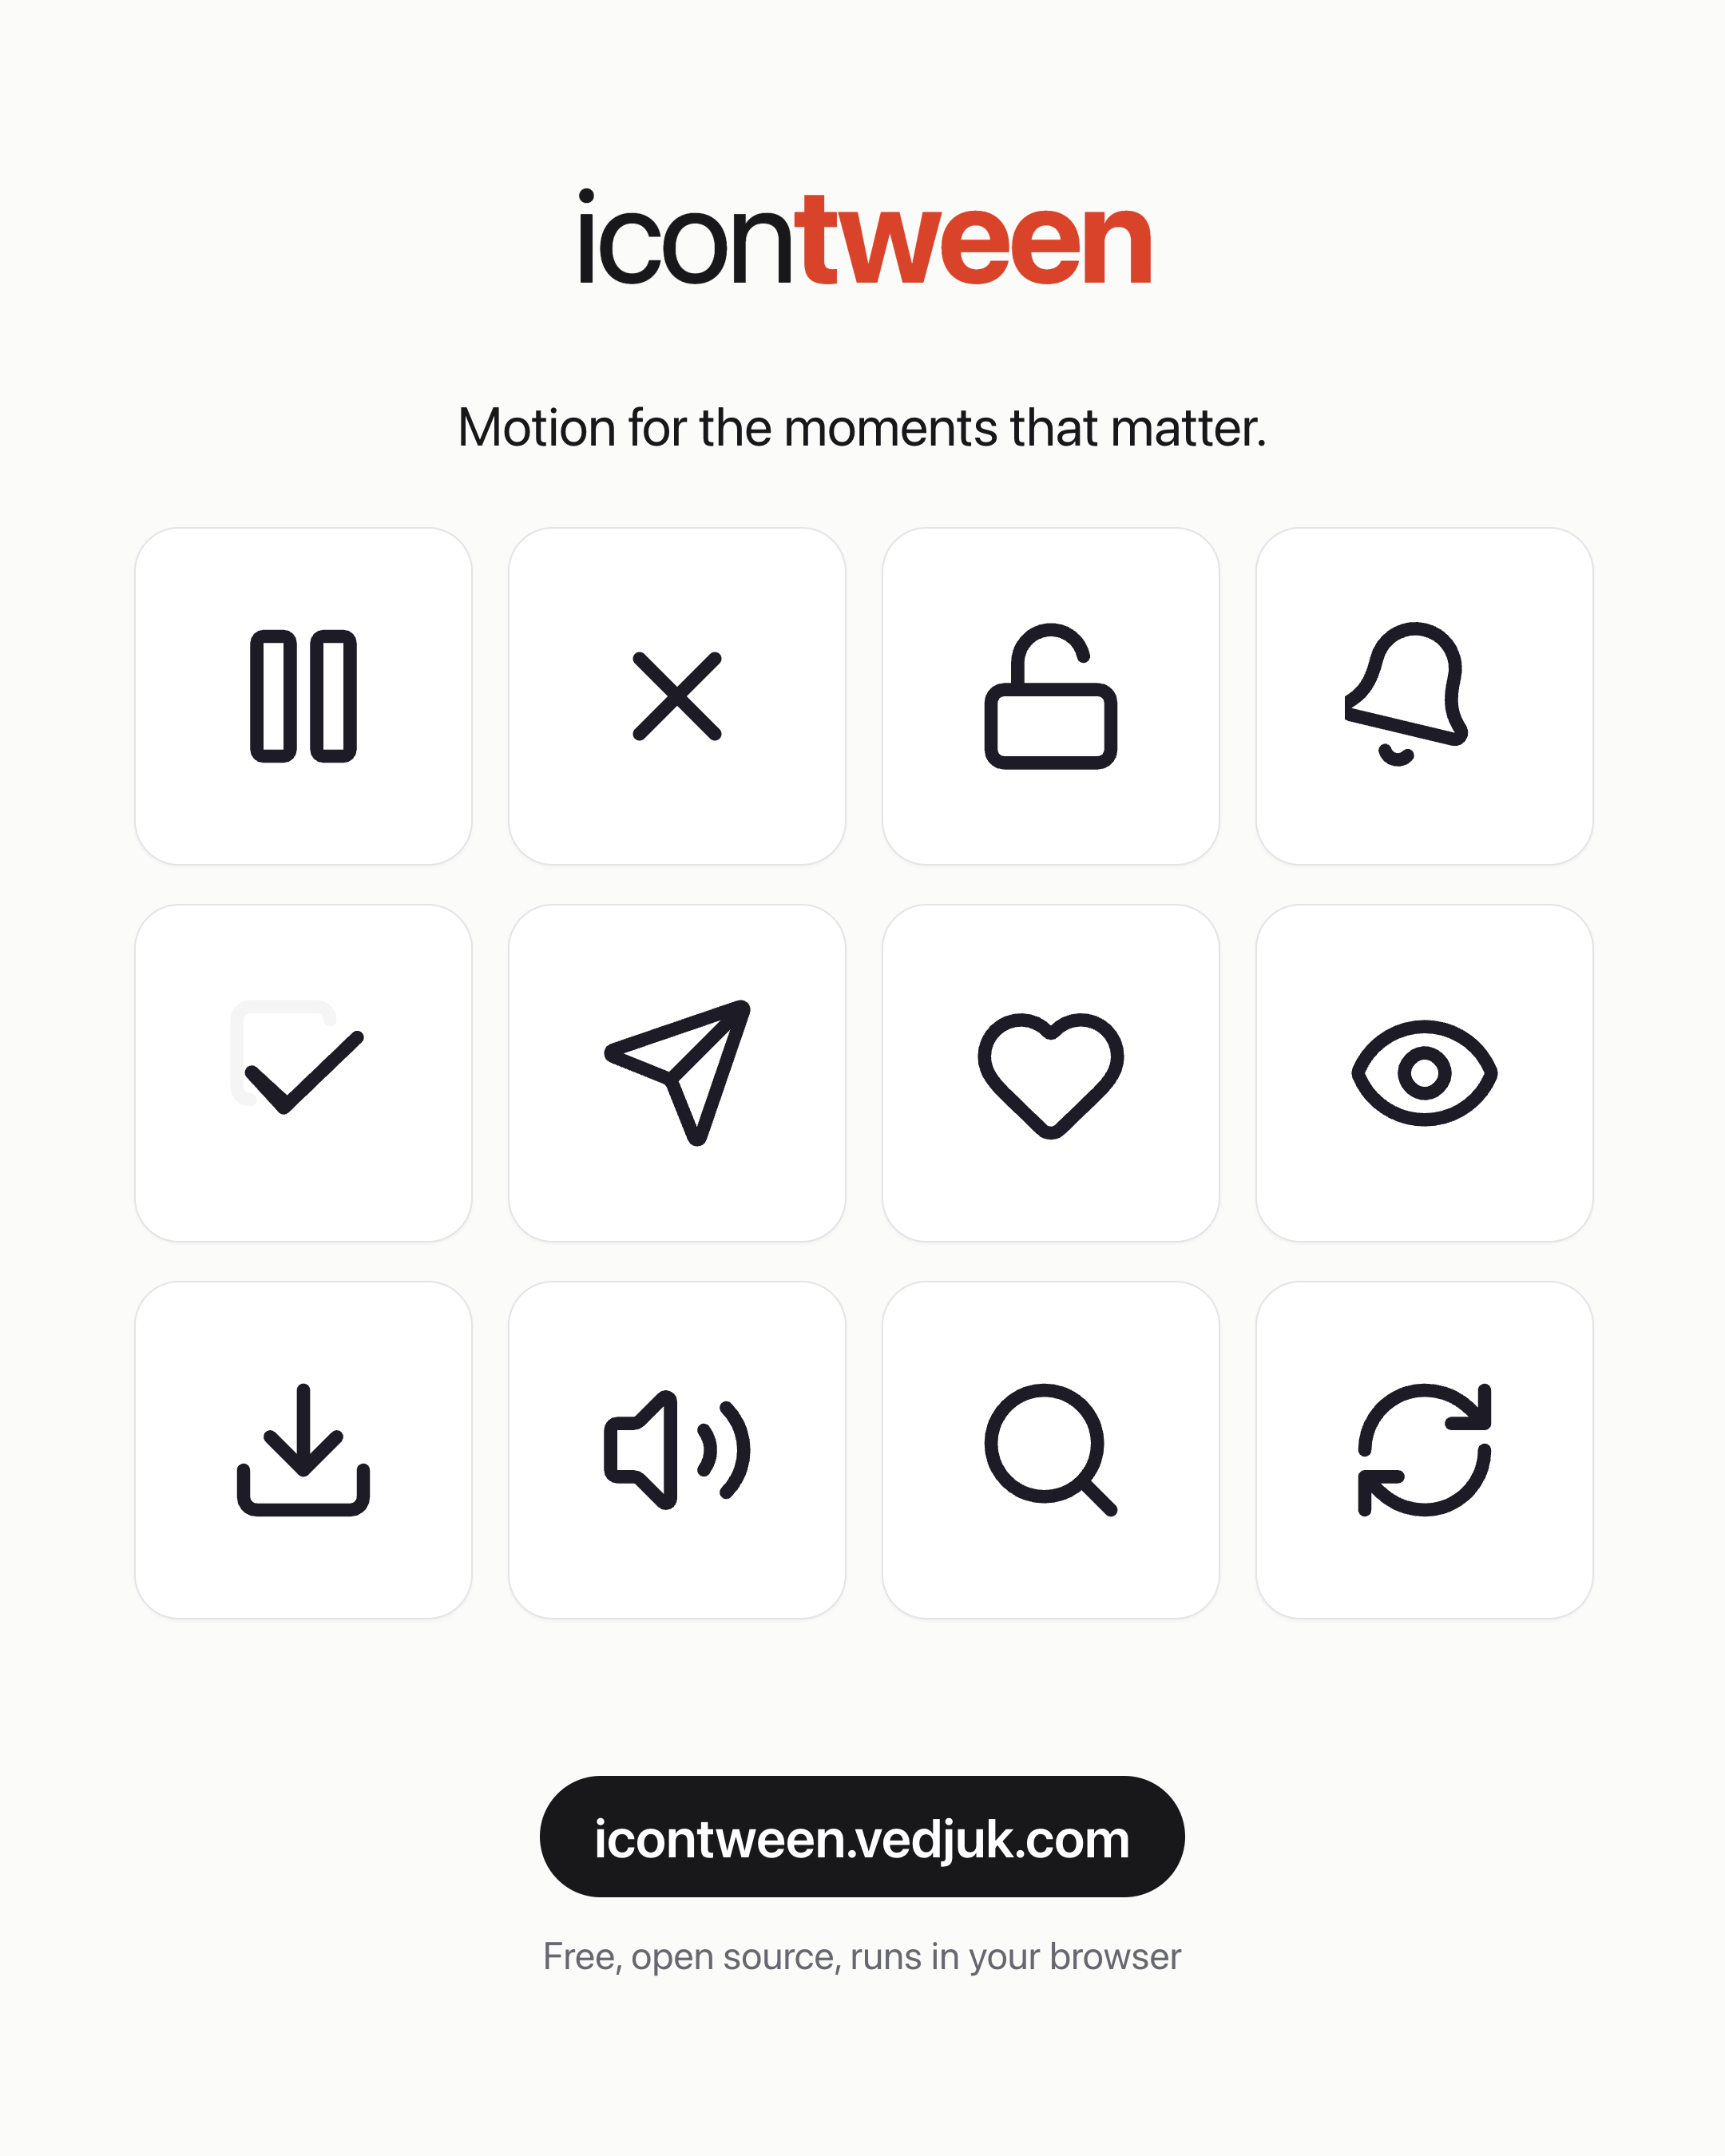 icontween
Motion for the moments that matter.
icontween.vedjuk.com
Free, open source, runs in your browser